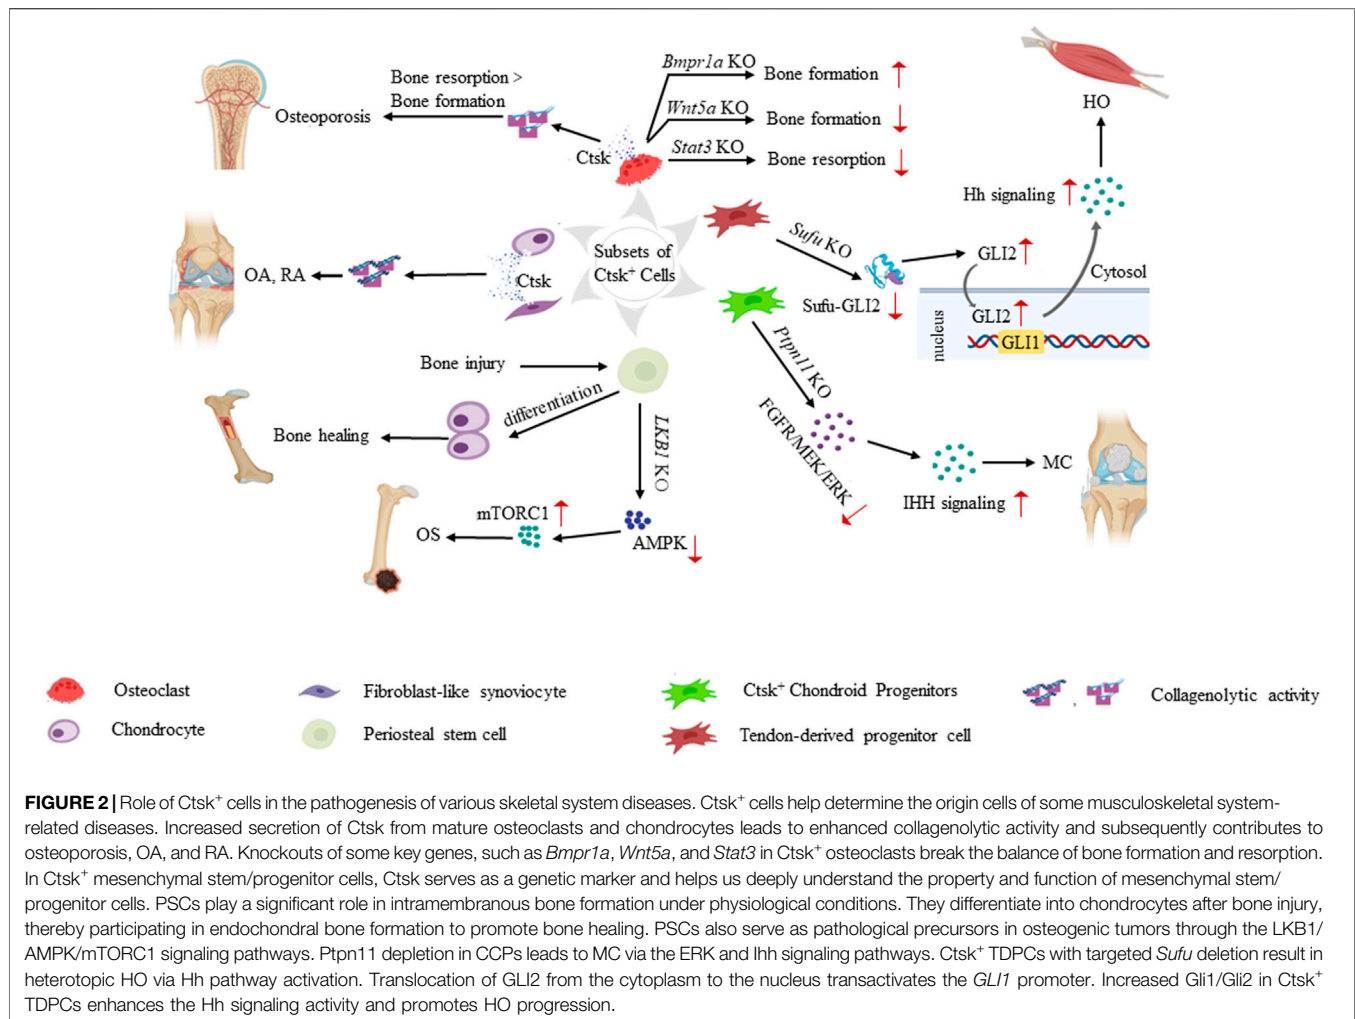 Bone resorption >
Bone formation
Osteoporosis
Ctsk
Bmpr1a KO
Bone formation
Wnt5a KO
Bone formation
Stat3 KO
Bone resorption
HO
Hh signaling
Subsets of
Ctsk⁺ Cells
Sufu KO
GLI2
Cytosol
Sufu-GLI2
GLI2
GLI1
nucleus
OA, RA
Ctsk
Bone injury
differentiation
Bone healing
LKB1 KO
mTORC1
OS
AMPK
Ptpn11 KO
FGFR/MEK/ERK
MC
IHH signaling
Osteoclast
Fibroblast-like synoviocyte
Ctsk⁺ Chondroid Progenitors
, Collagenolytic activity
Chondrocyte
Periosteal stem cell
Tendon-derived progenitor cell
FIGURE 2 | Role of Ctsk⁺ cells in the pathogenesis of various skeletal system diseases. Ctsk⁺ cells help determine the origin cells of some musculoskeletal system-
related diseases. Increased secretion of Ctsk from mature osteoclasts and chondrocytes leads to enhanced collagenolytic activity and subsequently contributes to
osteoporosis, OA, and RA. Knockouts of some key genes, such as Bmpr1a, Wnt5a, and Stat3 in Ctsk⁺ osteoclasts break the balance of bone formation and resorption.
In Ctsk⁺ mesenchymal stem/progenitor cells, Ctsk serves as a genetic marker and helps us deeply understand the property and function of mesenchymal stem/
progenitor cells. PSCs play a significant role in intramembranous bone formation under physiological conditions. They differentiate into chondrocytes after bone injury,
thereby participating in endochondral bone formation to promote bone healing. PSCs also serve as pathological precursors in osteogenic tumors through the LKB1/
AMPK/mTORC1 signaling pathways. Ptpn11 depletion in CCPs leads to MC via the ERK and Ihh signaling pathways. Ctsk⁺ TDPCs with targeted Sufu deletion result in
heterotopic HO via Hh pathway activation. Translocation of GLI2 from the cytoplasm to the nucleus transactivates the GLI1 promoter. Increased Gli1/Gli2 in Ctsk⁺
TDPCs enhances the Hh signaling activity and promotes HO progression.